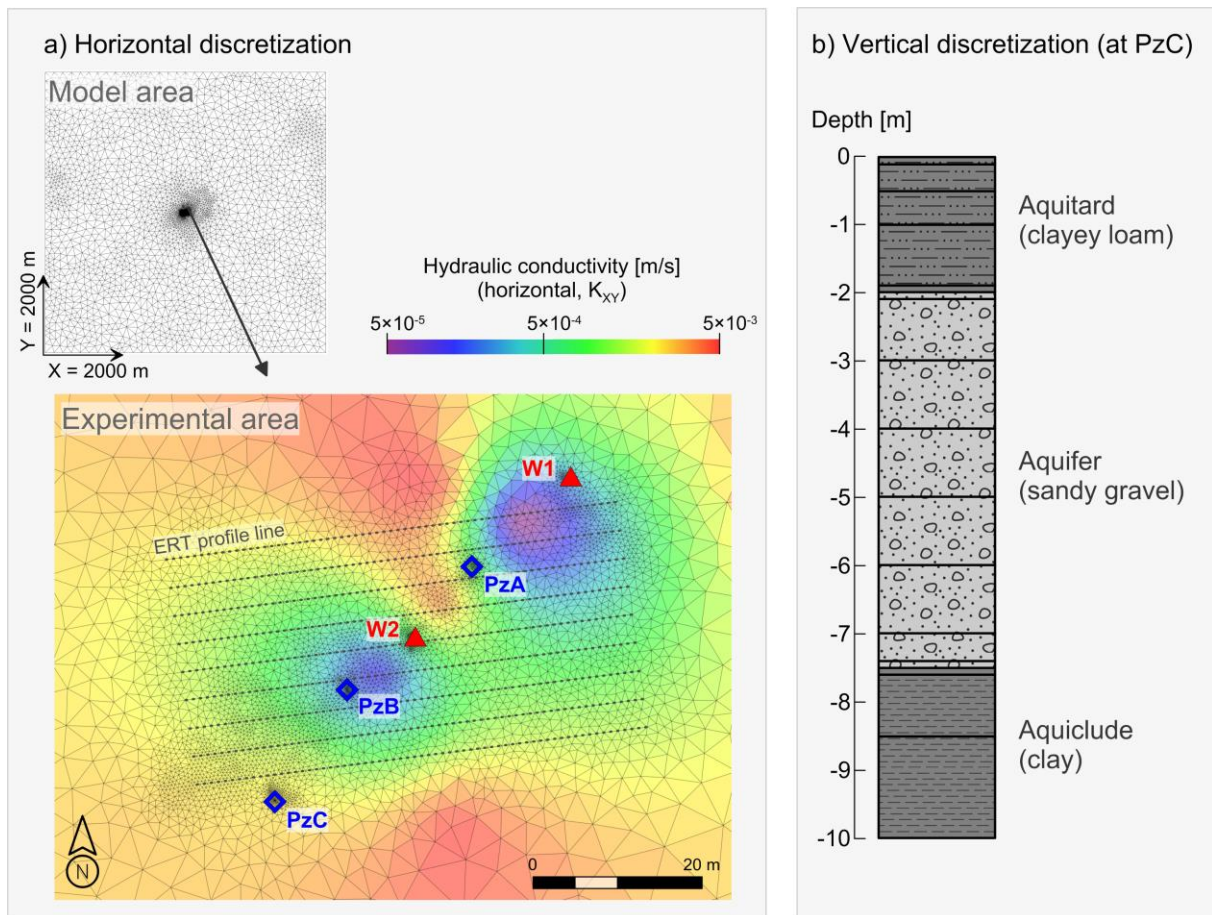 a) Horizontal discretization
Model area
Y = 2000 m
X = 2000 m
Hydraulic conductivity [m/s]
(horizontal, KXY)
5×10-5
5×10-4
5×10-3
Experimental area
W1
ERT profile line
PzA
W2
PzB
PzC
N
0
20 m
b) Vertical discretization (at PzC)
Depth [m]
0
-1
-2
-3
-4
-5
-6
-7
-8
-9
-10
Aquitard
(clayey loam)
Aquifer
(sandy gravel)
Aquiclude
(clay)